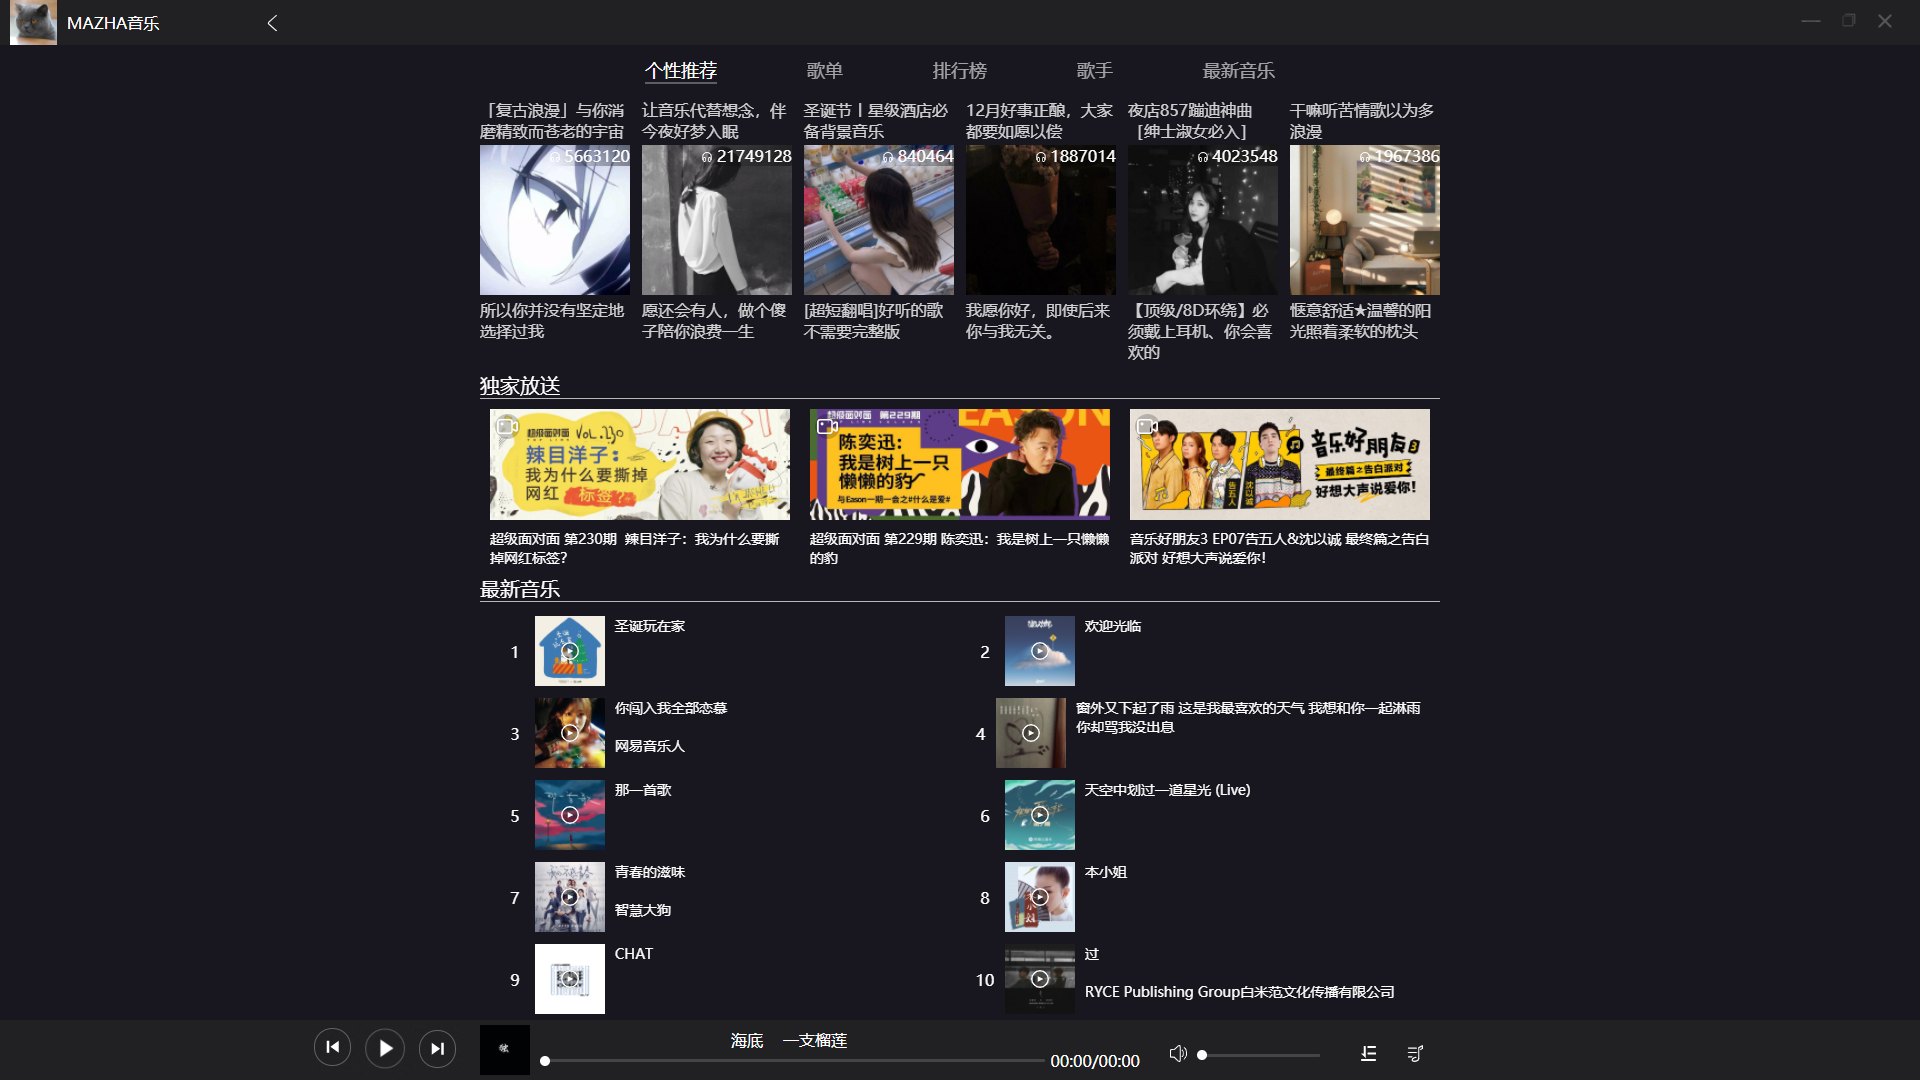 MAZHA音乐
个性推荐 歌单 排行榜 歌手 最新音乐
「复古浪漫」与你消磨精致而苍老的宇宙
让音乐代替想念，伴今夜好梦入眠
圣诞节丨星级酒店必备背景音乐
12月好事正酿，大家都要如愿以偿
夜店857蹦迪神曲［绅士淑女必入］
干嘛听苦情歌以为多浪漫
5663120
21749128
840464
1887014
4023548
1967386
所以你并没有坚定地选择过我
愿还会有人，做个傻子陪你浪费一生
[超短翻唱]好听的歌不需要完整版
我愿你好，即使后来你与我无关。
【顶级/8D环绕】必须戴上耳机、你会喜欢的
惬意舒适★温馨的阳光照着柔软的枕头
独家放送
超级面对面 VOL.230
辣目洋子：
我为什么要撕掉
网红 标签?
超级面对面 第229期
EASON
陈奕迅：
我是树上一只
懒懒的豹
与Eason一期一会之#什么是爱#
音乐好朋友3
最终篇之告白派对
好想大声说爱你！
告五人
沈以诚
超级面对面 第230期 辣目洋子：我为什么要撕掉网红标签？
超级面对面 第229期 陈奕迅：我是树上一只懒懒的豹
音乐好朋友3 EP07告五人&沈以诚 最终篇之告白派对 好想大声说爱你！
最新音乐
1 圣诞玩在家
2 欢迎光临
3 你闯入我全部恋慕
网易音乐人
4 窗外又下起了雨 这是我最喜欢的天气 我想和你一起淋雨 你却骂我没出息
5 那一首歌
6 天空中划过一道星光 (Live)
7 青春的滋味
智慧大狗
8 本小姐
9 CHAT
10 过
RYCE Publishing Group白米范文化传播有限公司
海底 一支榴莲
00:00/00:00